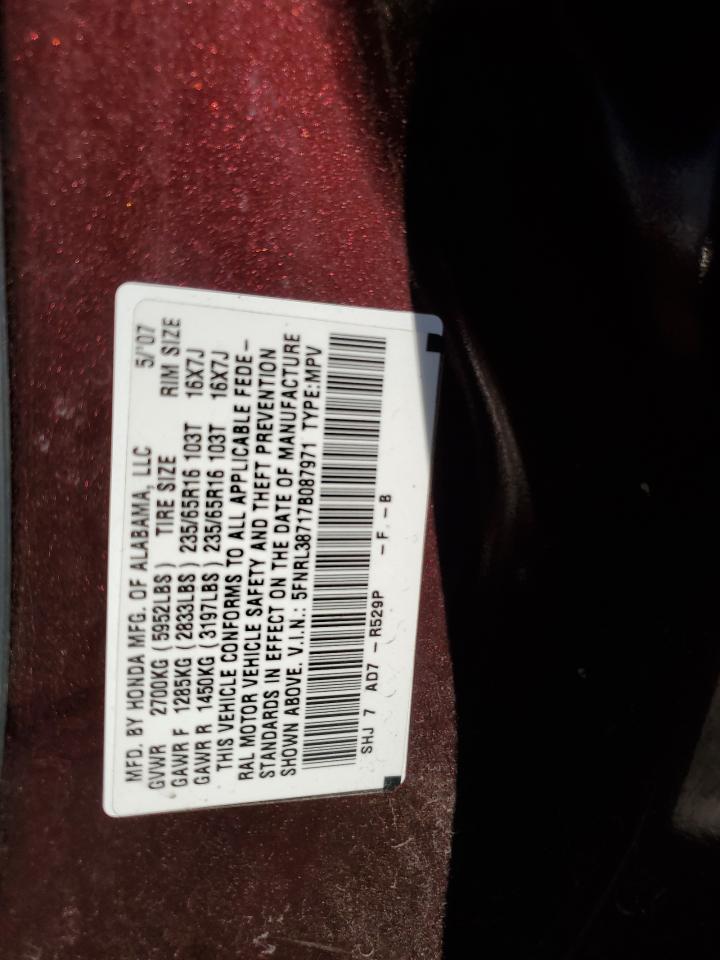 MFD. BY HONDA MFG. OF ALABAMA, LLC 5/'07
GVWR 2700KG (5952LBS) TIRE SIZE RIM SIZE
GAWR F 1285KG (2833LBS) 235/65R16 103T 16X7J
GAWR R 1450KG (3197LBS) 235/65R16 103T 16X7J
THIS VEHICLE CONFORMS TO ALL APPLICABLE FEDE-
RAL MOTOR VEHICLE SAFETY AND THEFT PREVENTION
STANDARDS IN EFFECT ON THE DATE OF MANUFACTURE
SHOWN ABOVE. V.I.N.: 5FNRL38717B087971 TYPE:MPV
SHJ 7 AD7 - R529P - F - B